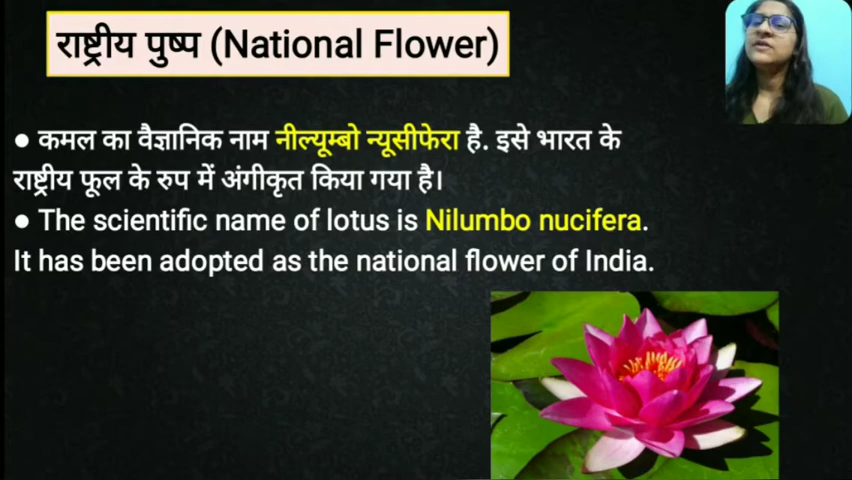 राष्ट्रीय पुष्प (National Flower)
● कमल का वैज्ञानिक नाम नील्यूम्बो न्यूसीफेरा है. इसे भारत के
राष्ट्रीय फूल के रुप में अंगीकृत किया गया है।
● The scientific name of lotus is Nilumbo nucifera.
It has been adopted as the national flower of India.